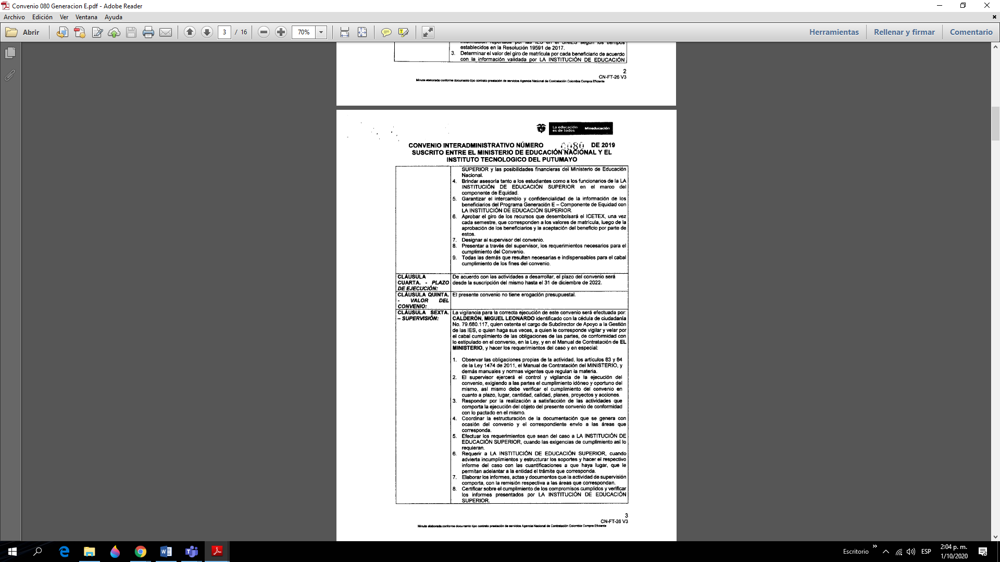 Convenio 080 Generacion E.pdf - Adobe Reader
Archivo Edición Ver Ventana Ayuda
Abrir
3 / 16
70%
Herramientas Rellenar y firmar Comentario
información reportada por las IES en el SNIES según los tiempos
establecidos en la Resolución 19591 de 2017.
3. Determinar el valor del giro de matrícula por cada beneficiario de acuerdo
con la información validada por LA INSTITUCIÓN DE EDUCACIÓN
2
CN-FT-26 V3
Minuta elaborada conforme documento tipo contrato prestación de servicios Agencia Nacional de Contratación Colombia Compra Eficiente
La educación
es de todos
Mineducación
CONVENIO INTERADMINISTRATIVO NÚMERO 0080 DE 2019
SUSCRITO ENTRE EL MINISTERIO DE EDUCACIÓN NACIONAL Y EL
INSTITUTO TECNOLOGICO DEL PUTUMAYO
SUPERIOR y las posibilidades financieras del Ministerio de Educación
Nacional.
4. Brindar asesoría tanto a los estudiantes como a los funcionarios de la LA
INSTITUCIÓN DE EDUCACIÓN SUPERIOR en el marco del
componente de Equidad.
5. Garantizar el intercambio y confidencialidad de la información de los
beneficiarios del Programa Generación E – Componente de Equidad con
LA INSTITUCIÓN DE EDUCACIÓN SUPERIOR.
6. Aprobar el giro de los recursos que desembolsará el ICETEX, una vez
cada semestre, que corresponden a los valores de matrícula, luego de la
aprobación de los beneficiarios y la aceptación del beneficio por parte de
estos.
7. Designar al supervisor del convenio.
8. Presentar a través del supervisor, los requerimientos necesarios para el
cumplimiento del Convenio.
9. Todas las demás que resulten necesarias e indispensables para el cabal
cumplimiento de los fines del convenio.
CLÁUSULA
CUARTA. - PLAZO
DE EJECUCIÓN:
De acuerdo con las actividades a desarrollar, el plazo del convenio será
desde la suscripción del mismo hasta el 31 de diciembre de 2022.
CLÁUSULA QUINTA.
- VALOR DEL
CONVENIO:
El presente convenio no tiene erogación presupuestal.
CLÁUSULA SEXTA.
– SUPERVISIÓN:
La vigilancia para la correcta ejecución de este convenio será efectuada por:
CALDERÓN, MIGUEL LEONARDO identificado con la cédula de ciudadanía
No. 79.680.117, quien ostenta el cargo de Subdirector de Apoyo a la Gestión
de las IES, o quien haga sus veces, a quien le corresponde vigilar y velar por
el cabal cumplimiento de las obligaciones de las partes, de conformidad con
lo estipulado en el convenio, en la Ley, y en el Manual de Contratación de EL
MINISTERIO, y hacer los requerimientos del caso y en especial:
1. Observar las obligaciones propias de la actividad, los artículos 83 y 84
de la Ley 1474 de 2011, el Manual de Contratación del MINISTERIO, y
demás manuales y normas vigentes que regulan la materia.
2. El supervisor ejercerá el control y vigilancia de la ejecución del
convenio, exigiendo a las partes el cumplimiento idóneo y oportuno del
mismo, así mismo debe verificar el cumplimiento del convenio en
cuanto a plazo, lugar, cantidad, calidad, planes, proyectos y acciones.
3. Responder por la realización a satisfacción de las actividades que
comporta la ejecución del objeto del presente convenio de conformidad
con lo pactado en el mismo.
4. Coordinar la estructuración de la documentación que se genera con
ocasión del convenio y el correspondiente envío a las áreas que
corresponda.
5. Efectuar los requerimientos que sean del caso a LA INSTITUCIÓN DE
EDUCACIÓN SUPERIOR, cuando las exigencias de cumplimiento así lo
requieran.
6. Requerir a LA INSTITUCIÓN DE EDUCACIÓN SUPERIOR, cuando
advierta incumplimientos y estructurar los soportes y hacer el respectivo
informe del caso con las cuantificaciones a que haya lugar, que le
permitan adelantar a la entidad el trámite que corresponda.
7. Elaborar los informes, actas y documentos que la actividad de supervisión
comporta, con la remisión respectiva a las áreas que correspondan.
8. Certificar sobre el cumplimiento de los compromisos cumplidos y verificar
los informes presentados por LA INSTITUCIÓN DE EDUCACIÓN
SUPERIOR.
3
CN-FT-26 V3
Minuta elaborada conforme documento tipo contrato prestación de servicios Agencia Nacional de Contratación Colombia Compra Eficiente
Escritorio
ESP
2:04 p. m.
1/10/2020